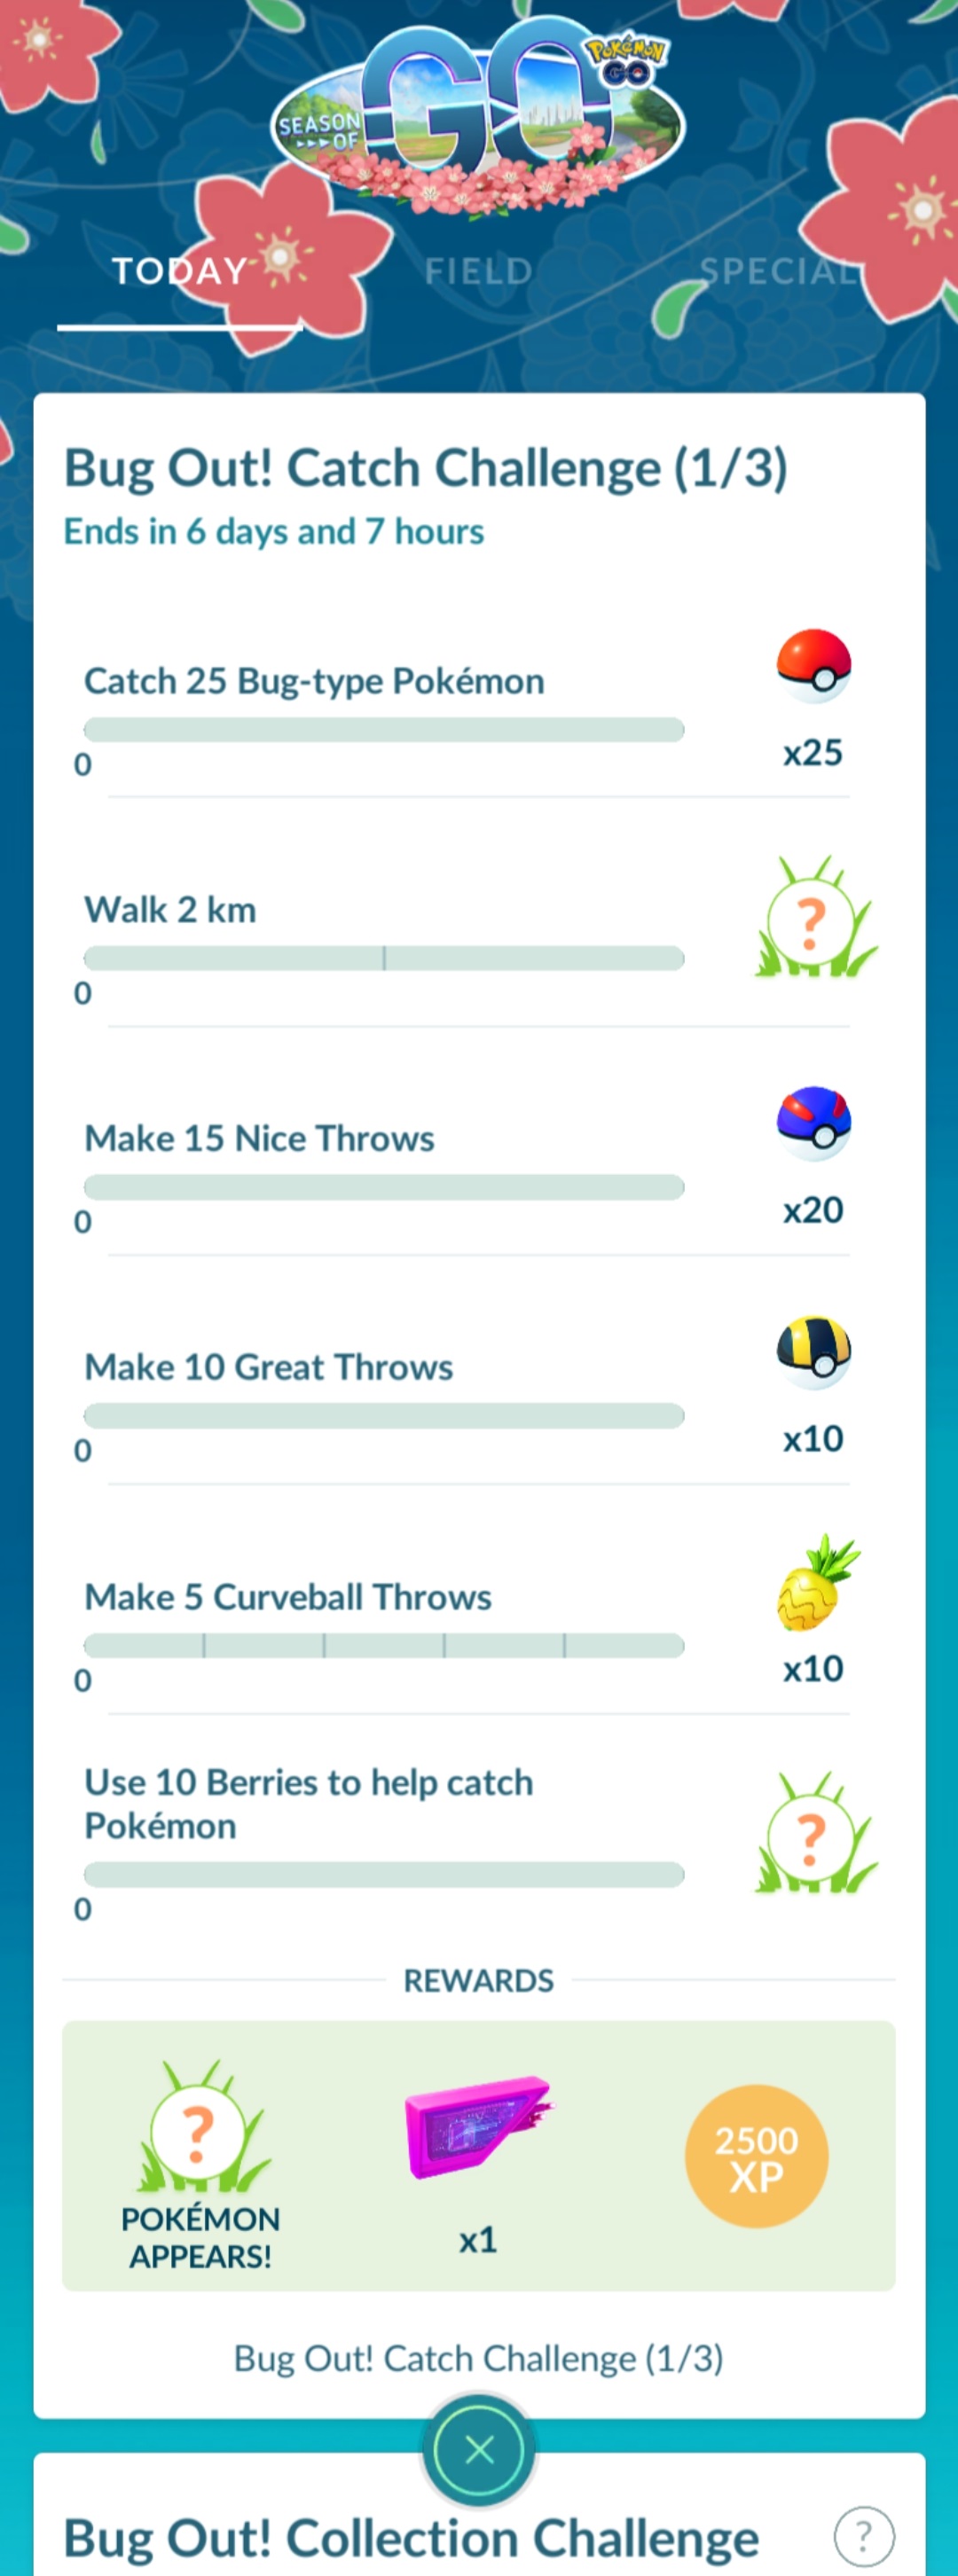 SEASON
OF
GO
POKÉMON
GO
TODAY
FIELD
SPECIAL
Bug Out! Catch Challenge (1/3)
Ends in 6 days and 7 hours
Catch 25 Bug-type Pokémon
0
x25
Walk 2 km
0
?
Make 15 Nice Throws
0
x20
Make 10 Great Throws
0
x10
Make 5 Curveball Throws
0
x10
Use 10 Berries to help catch
Pokémon
0
?
REWARDS
?
POKÉMON
APPEARS!
x1
2500
XP
Bug Out! Catch Challenge (1/3)
Bug Out! Collection Challenge
?